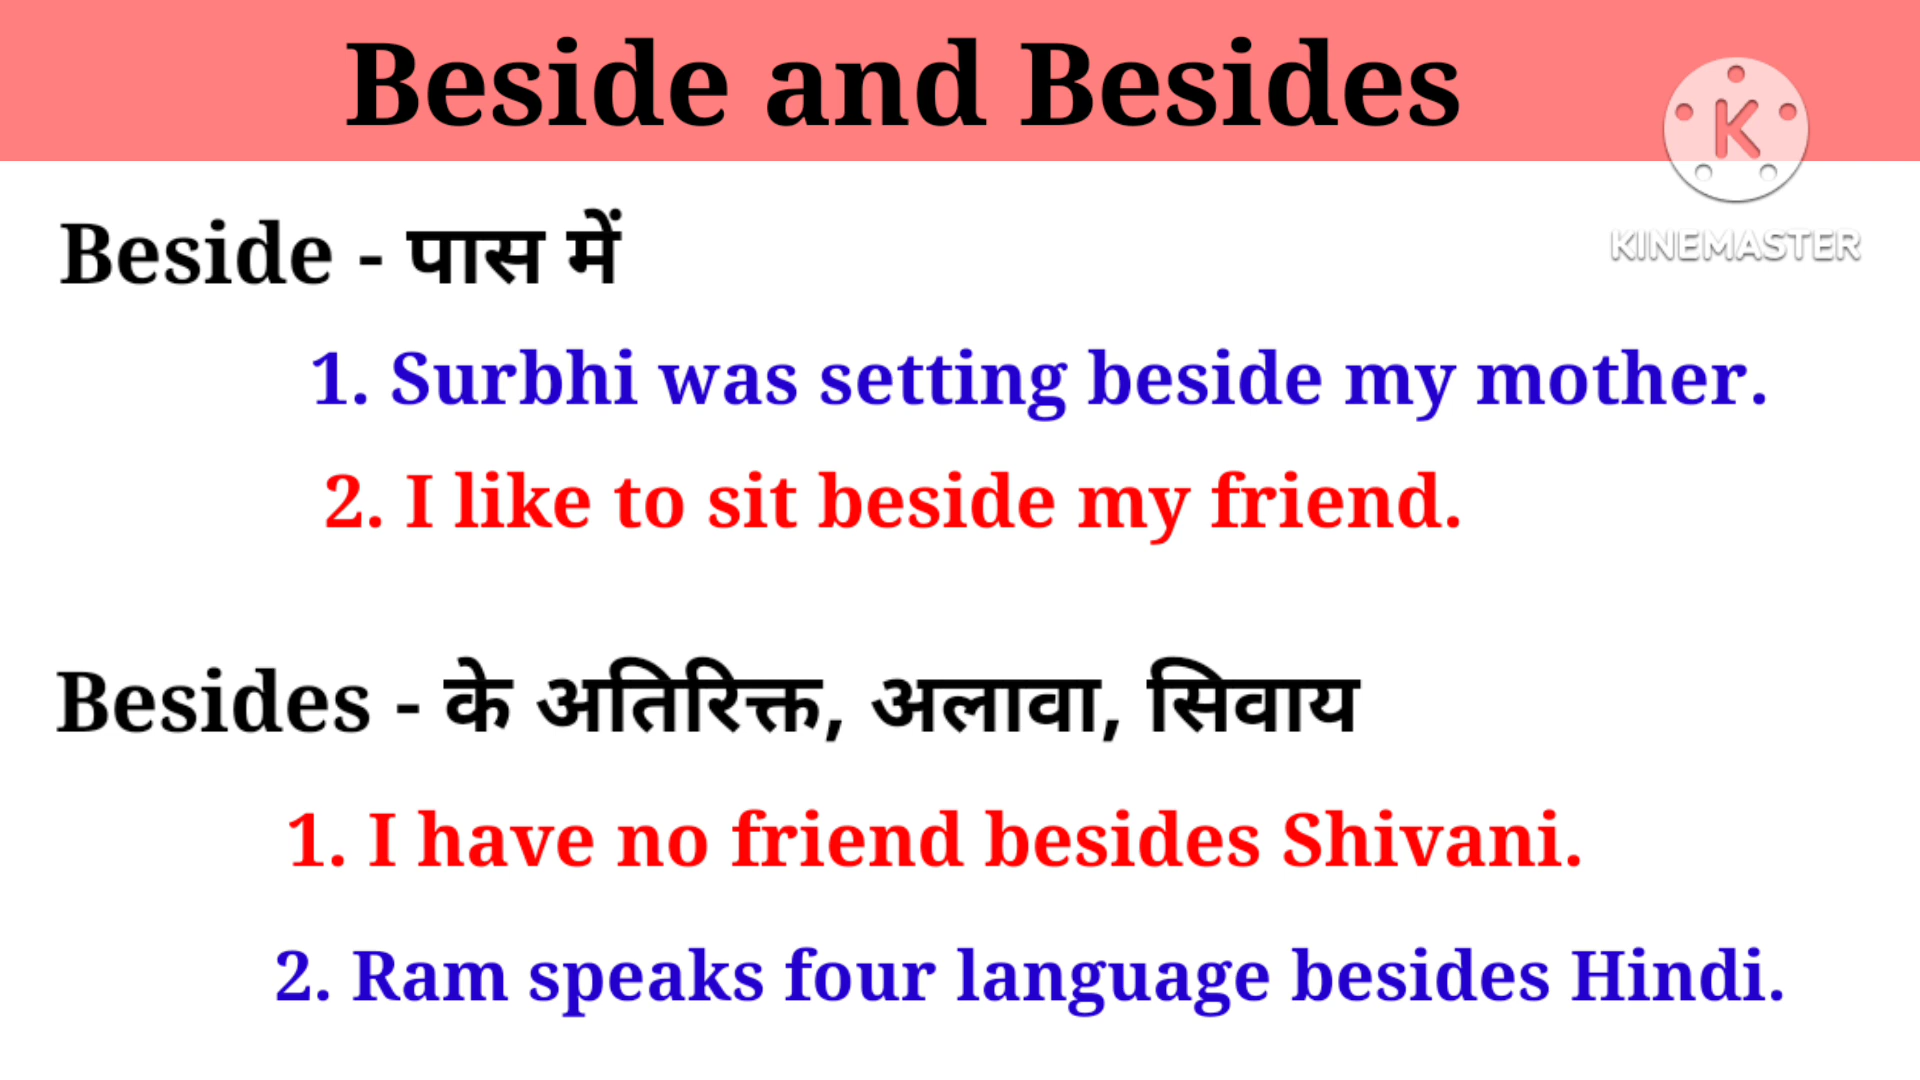 Beside and Besides
K
KINEMASTER
Beside - पास में
1. Surbhi was setting beside my mother.
2. I like to sit beside my friend.
Besides - के अतिरिक्त, अलावा, सिवाय
1. I have no friend besides Shivani.
2. Ram speaks four language besides Hindi.